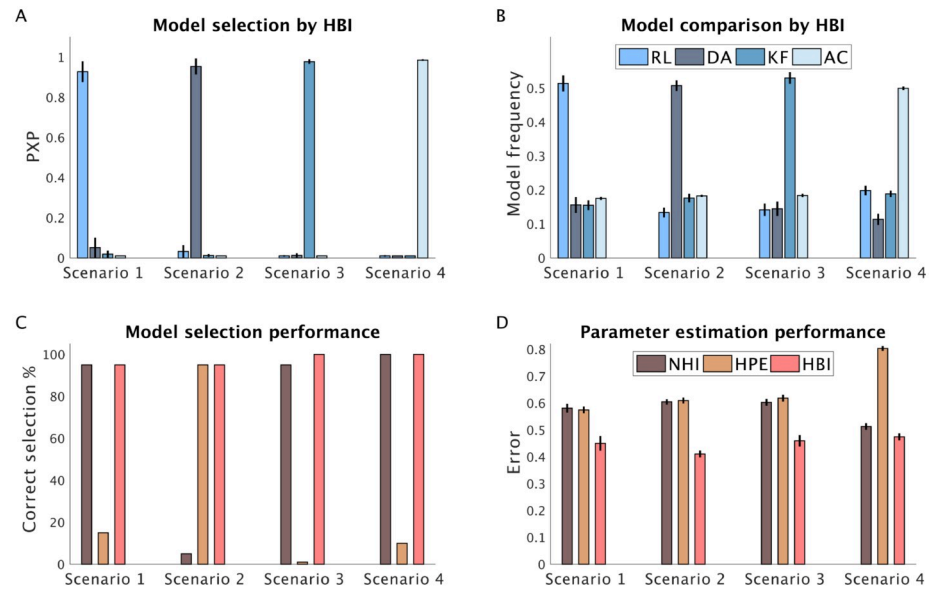 A
Model selection by HBI
PXP
1
0.8
0.6
0.4
0.2
0
Scenario 1 Scenario 2 Scenario 3 Scenario 4
B
Model comparison by HBI
RL DA KF AC
Model frequency
0.5
0.4
0.3
0.2
0.1
0
Scenario 1 Scenario 2 Scenario 3 Scenario 4
C
Model selection performance
Correct selection %
100
80
60
40
20
0
Scenario 1 Scenario 2 Scenario 3 Scenario 4
D
Parameter estimation performance
NHI HPE HBI
Error
0.8
0.7
0.6
0.5
0.4
0.3
0.2
0.1
0
Scenario 1 Scenario 2 Scenario 3 Scenario 4